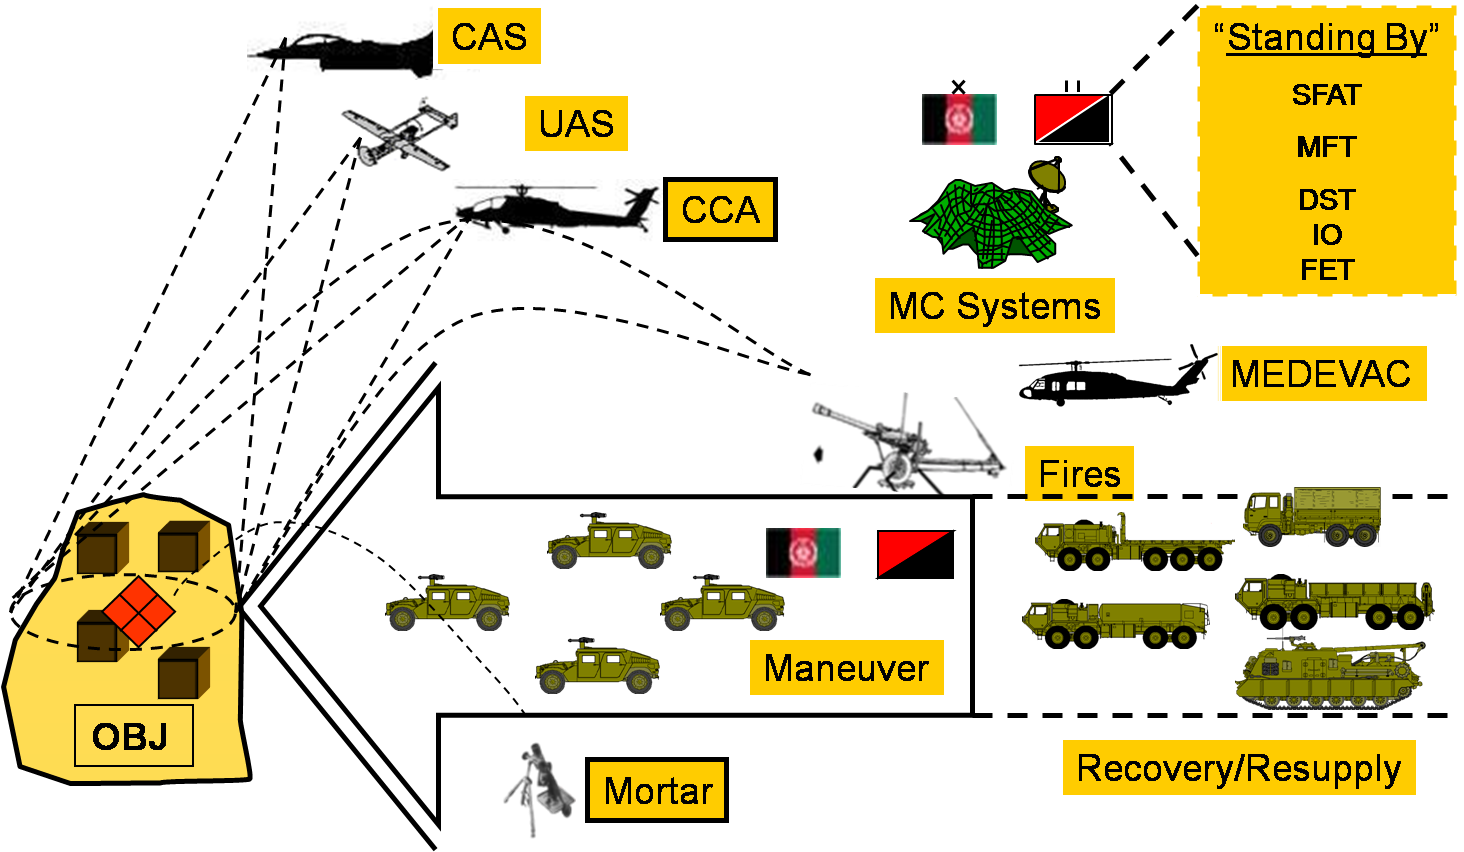 CAS
“Standing By”
SFAT
UAS
MFT
CCA
DST
IO
FET
MC Systems
MEDEVAC
Fires
Maneuver
OBJ
Mortar
Recovery/Resupply